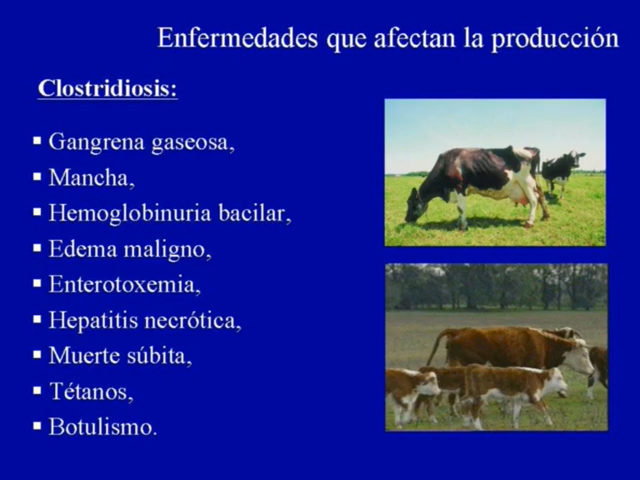 Enfermedades que afectan la producción
Clostridiosis:
▪ Gangrena gaseosa,
▪ Mancha,
▪ Hemoglobinuria bacilar,
▪ Edema maligno,
▪ Enterotoxemia,
▪ Hepatitis necrótica,
▪ Muerte súbita,
▪ Tétanos,
▪ Botulismo.